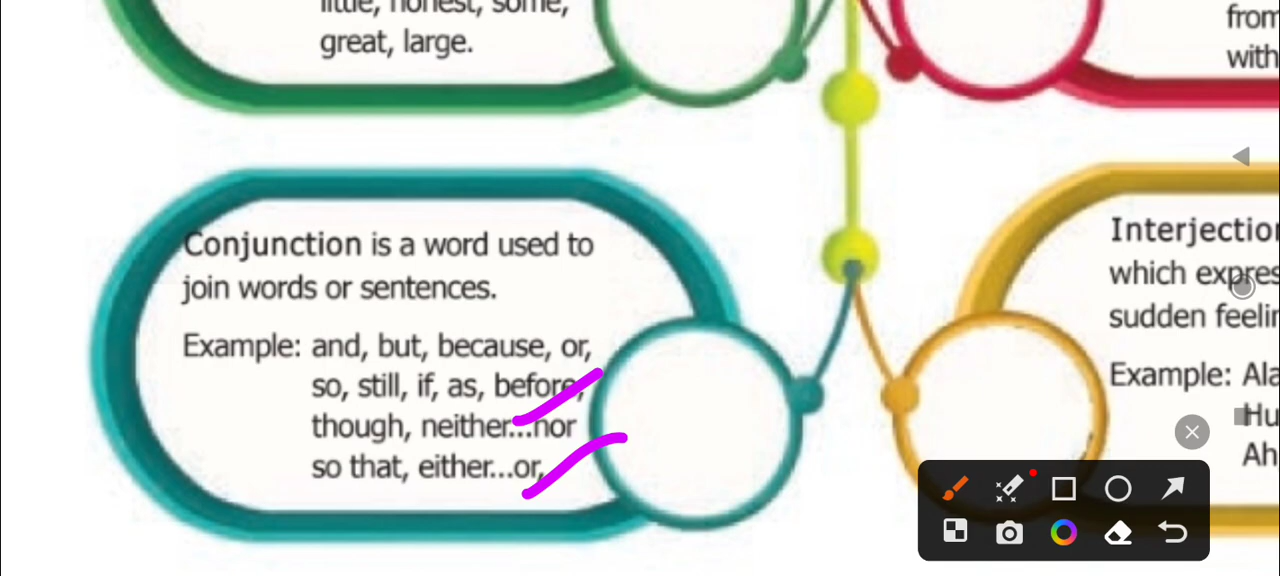 little, honest, some,
great, large.
from
with
Conjunction is a word used to
join words or sentences.
Example: and, but, because, or,
so, still, if, as, before,
though, neither...nor
so that, either...or,
Interjection
which expres
sudden feelin
Example: Ala
Hu
Ah